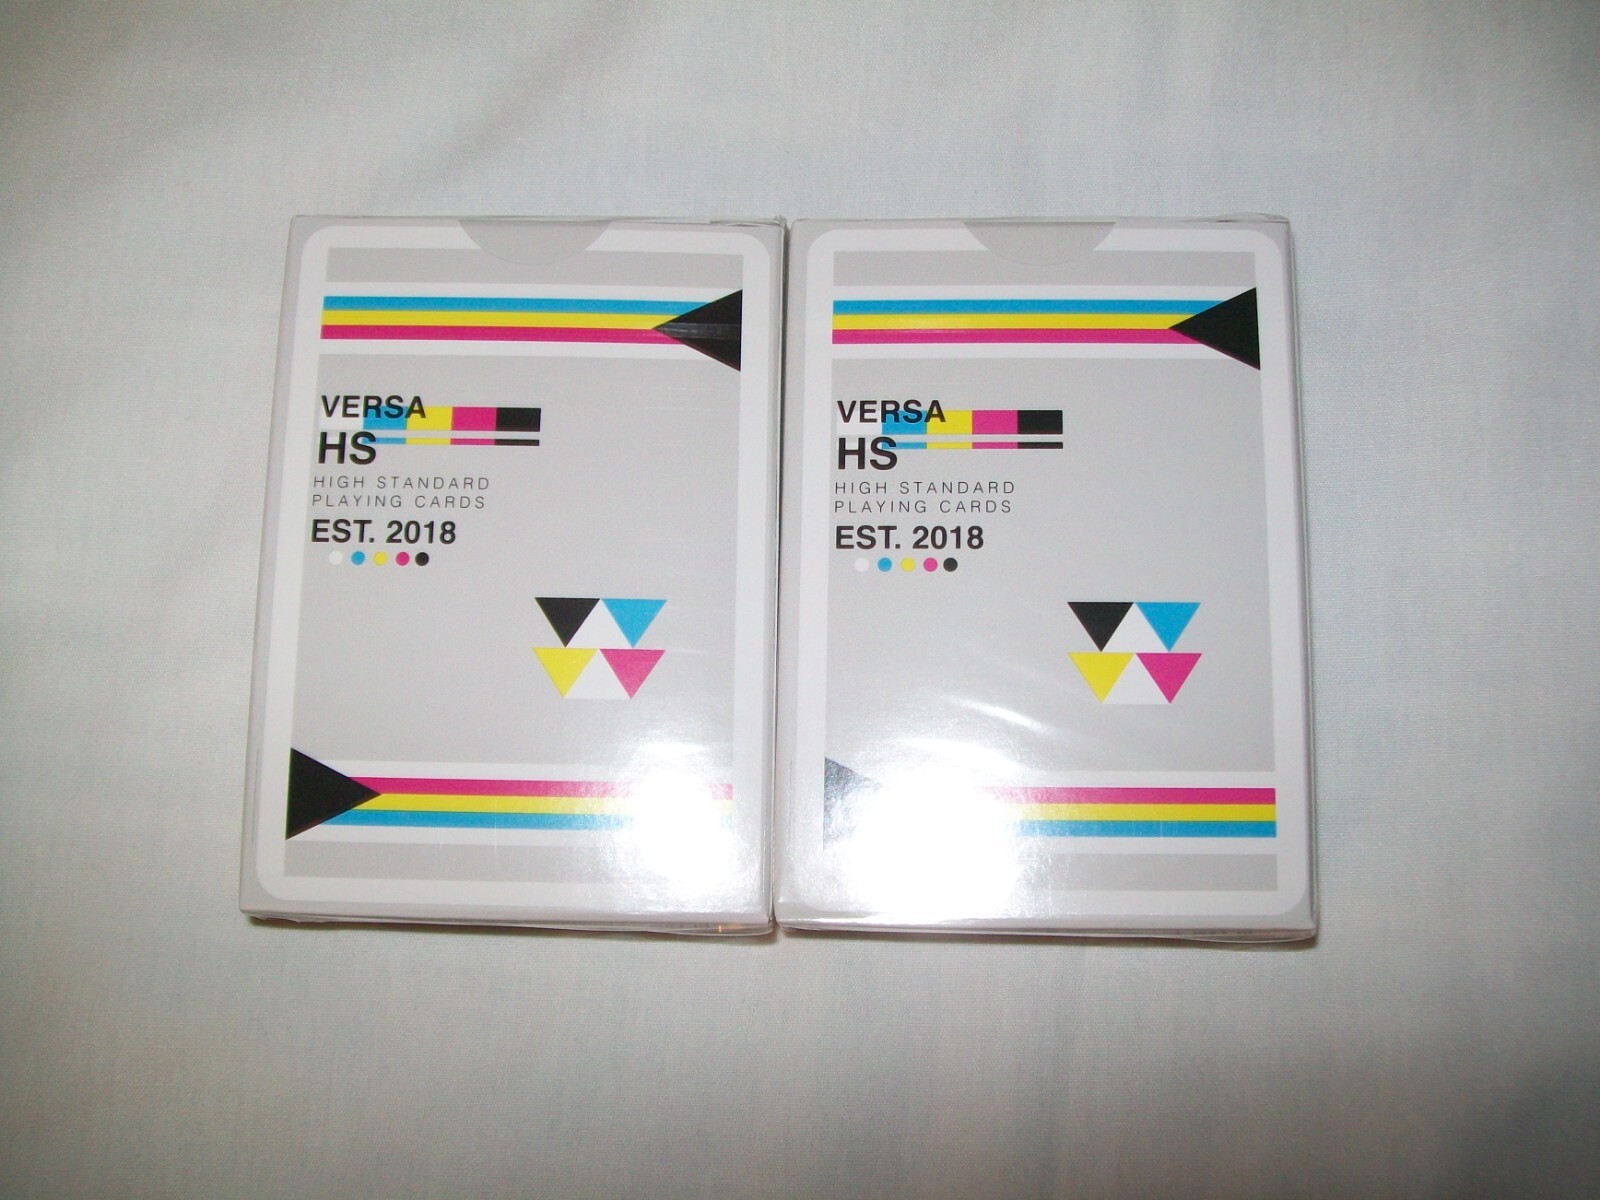 VERSA
HS
HIGH STANDARD
PLAYING CARDS
EST. 2018
VERSA
HS
HIGH STANDARD
PLAYING CARDS
EST. 2018